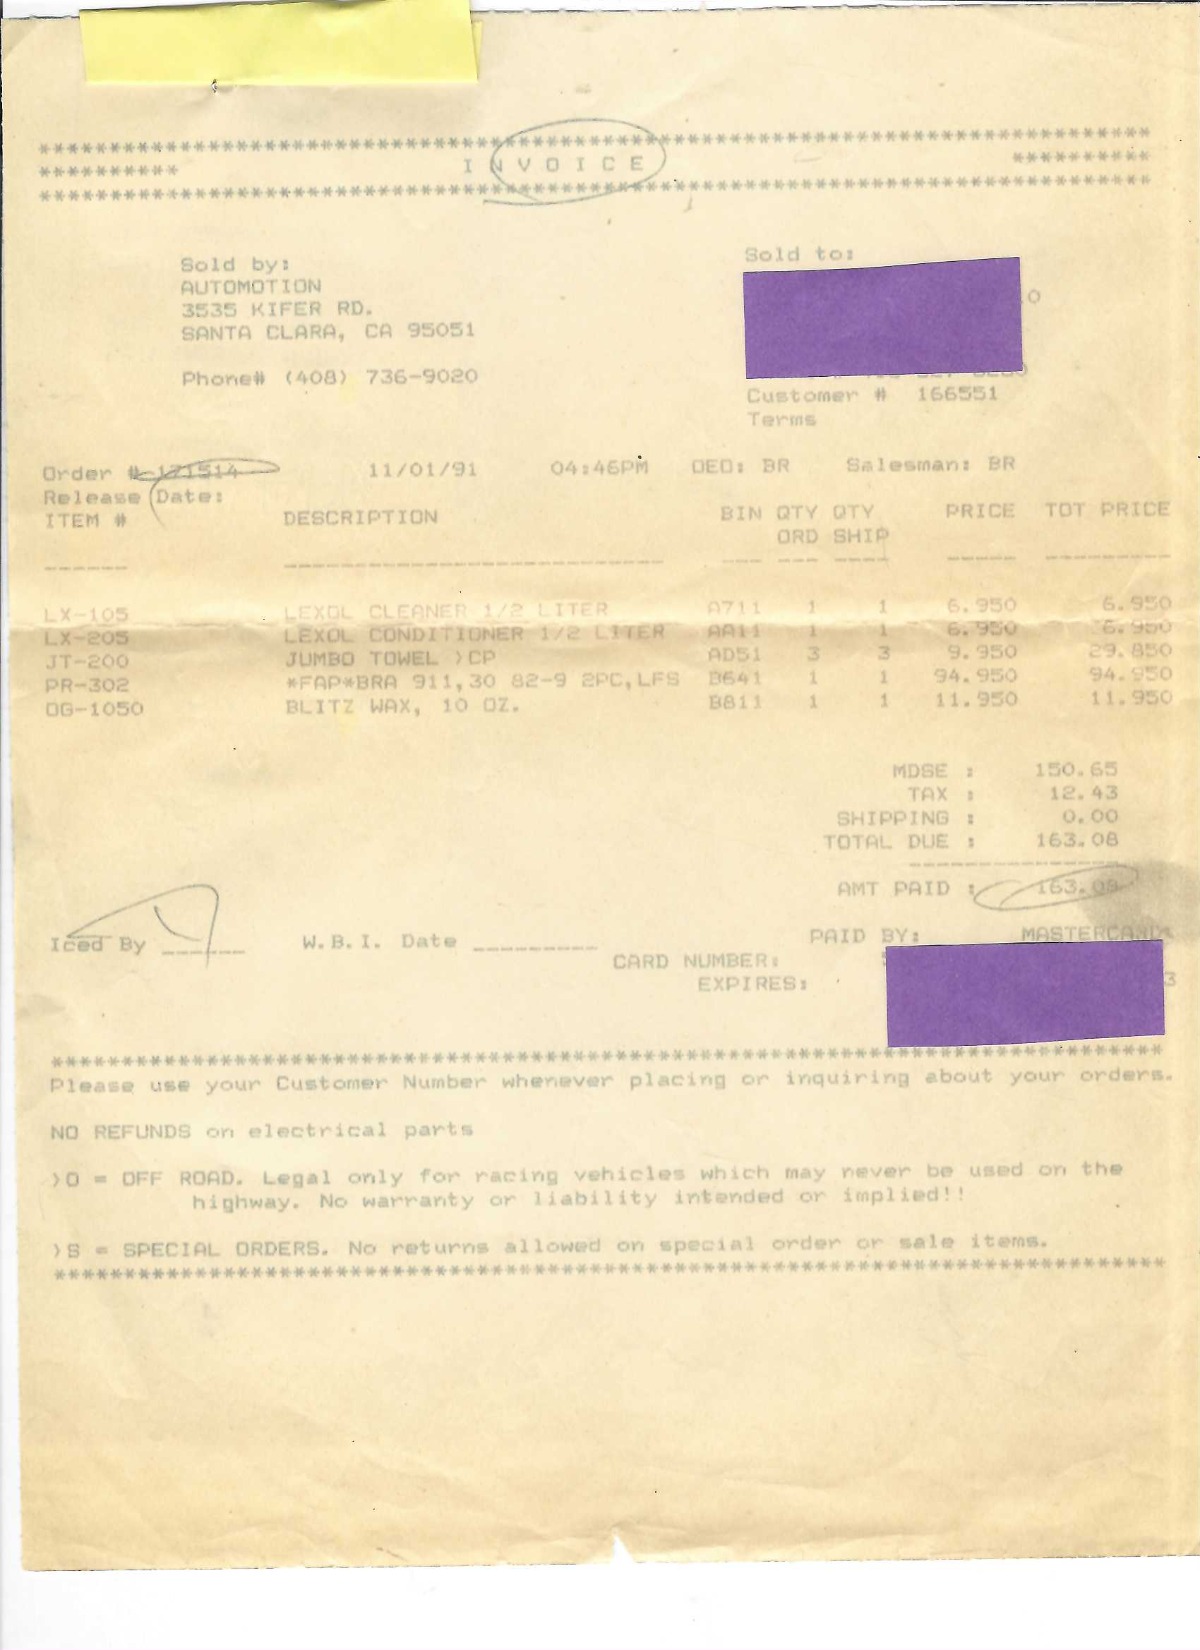 ********************************************************************************
********** I N V O I C E **********
********************************************************************************
Sold by:
AUTOMOTION
3535 KIFER RD.
SANTA CLARA, CA 95051
Phone# (408) 736-9020
Sold to:
Customer # 166551
Terms
Order # 171514 11/01/91 04:46PM OEO: BR Salesman: BR
Release Date:
ITEM # DESCRIPTION BIN QTY QTY PRICE TOT PRICE
ORD SHIP
LX-105 LEXOL CLEANER 1/2 LITER A711 1 1 6.950 6.950
LX-205 LEXOL CONDITIONER 1/2 LITER AA11 1 1 6.950 6.950
JT-200 JUMBO TOWEL >CP AD51 3 3 9.950 29.850
PR-302 *FAP*BRA 911,30 82-9 2PC,LFS B641 1 1 94.950 94.950
OG-1050 BLITZ WAX, 10 OZ. B811 1 1 11.950 11.950
MDSE : 150.65
TAX : 12.43
SHIPPING : 0.00
TOTAL DUE : 163.08
AMT PAID : 163.08
Iced By ______ W.B.I. Date _________
PAID BY: MASTERCARD
CARD NUMBER:
EXPIRES: 3
********************************************************************************
Please use your Customer Number whenever placing or inquiring about your orders.
NO REFUNDS on electrical parts
>O = OFF ROAD. Legal only for racing vehicles which may never be used on the
highway. No warranty or liability intended or implied!!
>S = SPECIAL ORDERS. No returns allowed on special order or sale items.
********************************************************************************